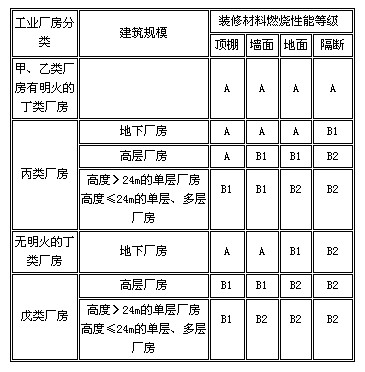 工业厂房分类 建筑规模 装修材料燃烧性能等级
顶棚 墙面 地面 隔断
甲、乙类厂房有明火的丁类厂房 A A A A
丙类厂房 地下厂房 A A A B1
高层厂房 A B1 B1 B2
高度>24m的单层厂房
高度≤24m的单层、多层厂房 B1 B1 B2 B2
无明火的丁类厂房 地下厂房 A A B1 B2
戊类厂房 高层厂房 B1 B1 B2 B2
高度>24m的单层厂房
高度≤24m的单层、多层厂房 B1 B2 B2 B2